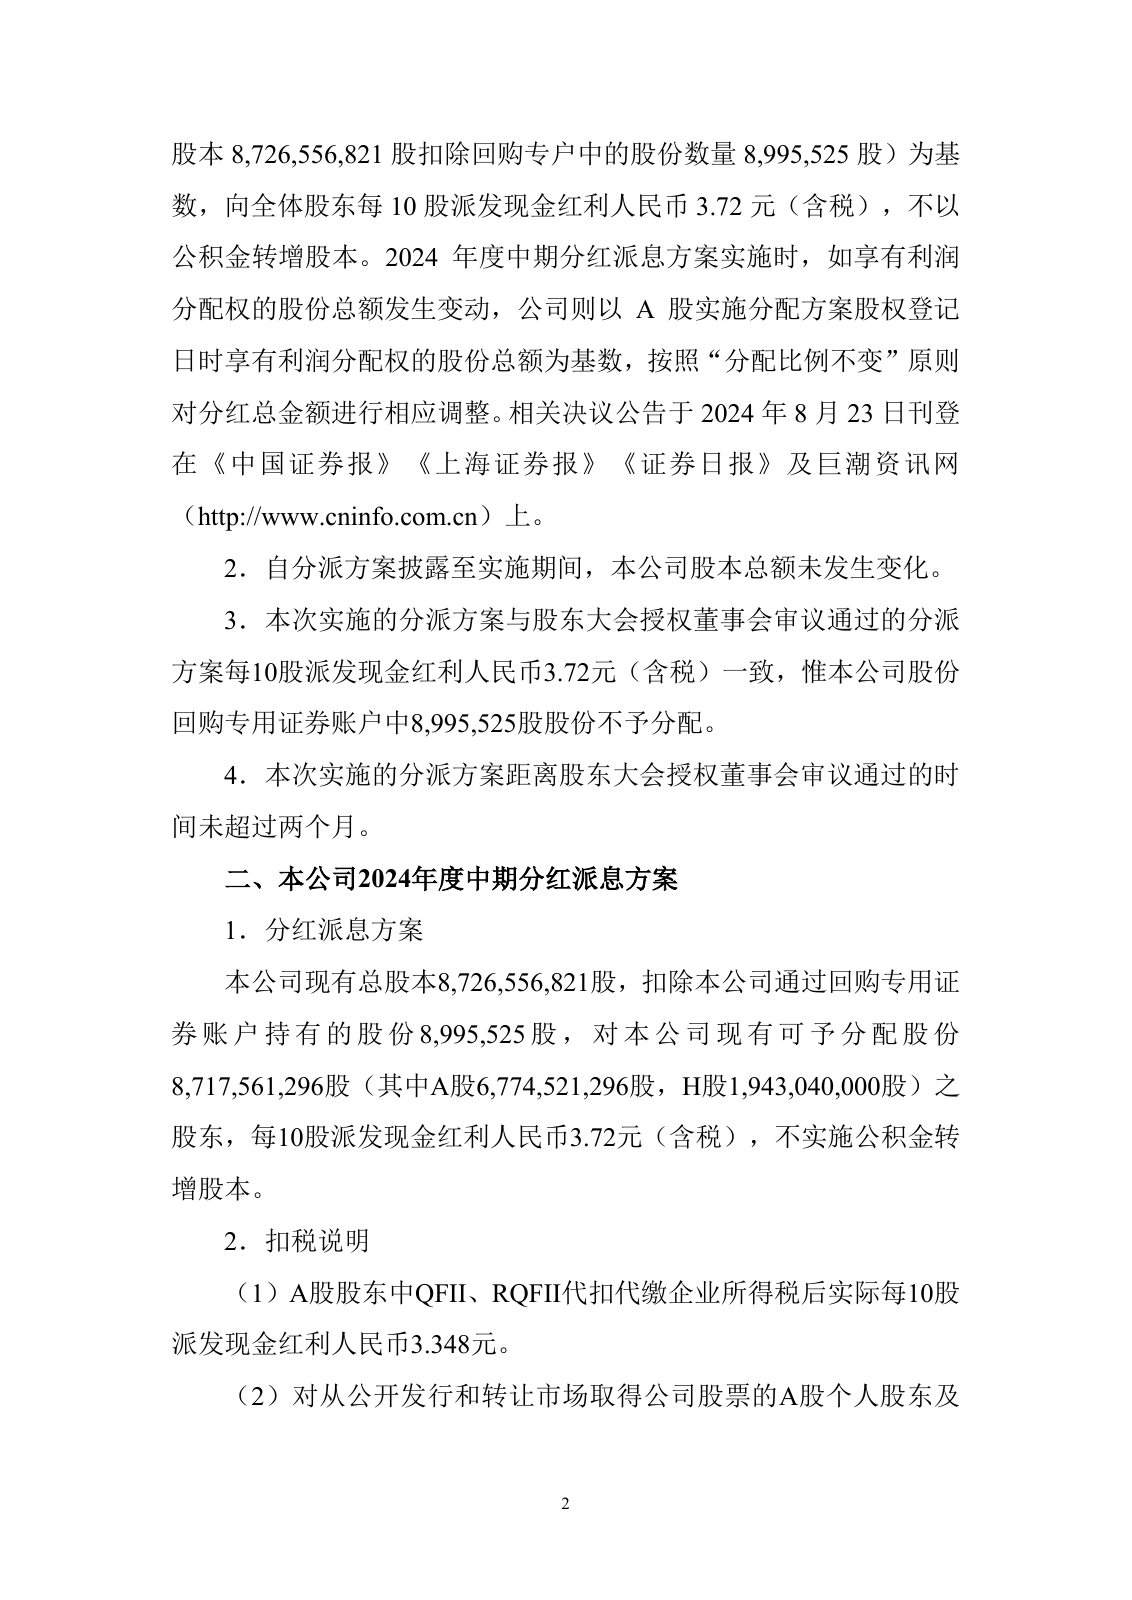 股本 8,726,556,821 股扣除回购专户中的股份数量 8,995,525 股）为基
数，向全体股东每 10 股派发现金红利人民币 3.72 元（含税），不以
公积金转增股本。2024 年度中期分红派息方案实施时，如享有利润
分配权的股份总额发生变动，公司则以 A 股实施分配方案股权登记
日时享有利润分配权的股份总额为基数，按照“分配比例不变”原则
对分红总金额进行相应调整。相关决议公告于 2024 年 8 月 23 日刊登
在《中国证券报》《上海证券报》《证券日报》及巨潮资讯网
（http://www.cninfo.com.cn）上。
2．自分派方案披露至实施期间，本公司股本总额未发生变化。
3．本次实施的分派方案与股东大会授权董事会审议通过的分派
方案每10股派发现金红利人民币3.72元（含税）一致，惟本公司股份
回购专用证券账户中8,995,525股股份不予分配。
4．本次实施的分派方案距离股东大会授权董事会审议通过的时
间未超过两个月。
二、本公司2024年度中期分红派息方案
1．分红派息方案
本公司现有总股本8,726,556,821股，扣除本公司通过回购专用证
券账户持有的股份8,995,525股，对本公司现有可予分配股份
8,717,561,296股（其中A股6,774,521,296股，H股1,943,040,000股）之
股东，每10股派发现金红利人民币3.72元（含税），不实施公积金转
增股本。
2．扣税说明
（1）A股股东中QFII、RQFII代扣代缴企业所得税后实际每10股
派发现金红利人民币3.348元。
（2）对从公开发行和转让市场取得公司股票的A股个人股东及
2